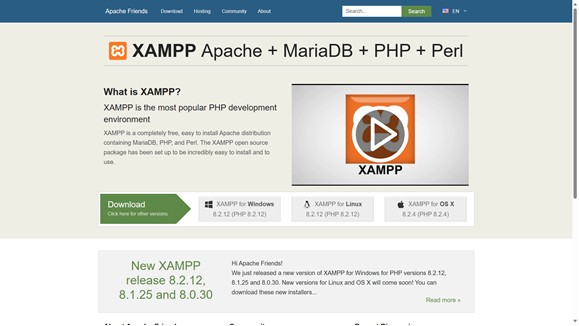 Apache Friends
Download
Hosting
Community
About
Search...
Search
EN
XAMPP Apache + MariaDB + PHP + Perl
What is XAMPP?
XAMPP is the most popular PHP development
environment
XAMPP is a completely free, easy to install Apache distribution
containing MariaDB, PHP, and Perl. The XAMPP open source
package has been set up to be incredibly easy to install and to
use.
XAMPP
Download
Click here for other versions
XAMPP for Windows
8.2.12 (PHP 8.2.12)
XAMPP for Linux
8.2.12 (PHP 8.2.12)
XAMPP for OS X
8.2.4 (PHP 8.2.4)
New XAMPP
release 8.2.12,
8.1.25 and 8.0.30
Hi Apache Friends!
We just released a new version of XAMPP for Windows for PHP versions 8.2.12,
8.1.25 and 8.0.30. New versions for Linux and OS X will come soon! You can
download these new installers...
Read more »